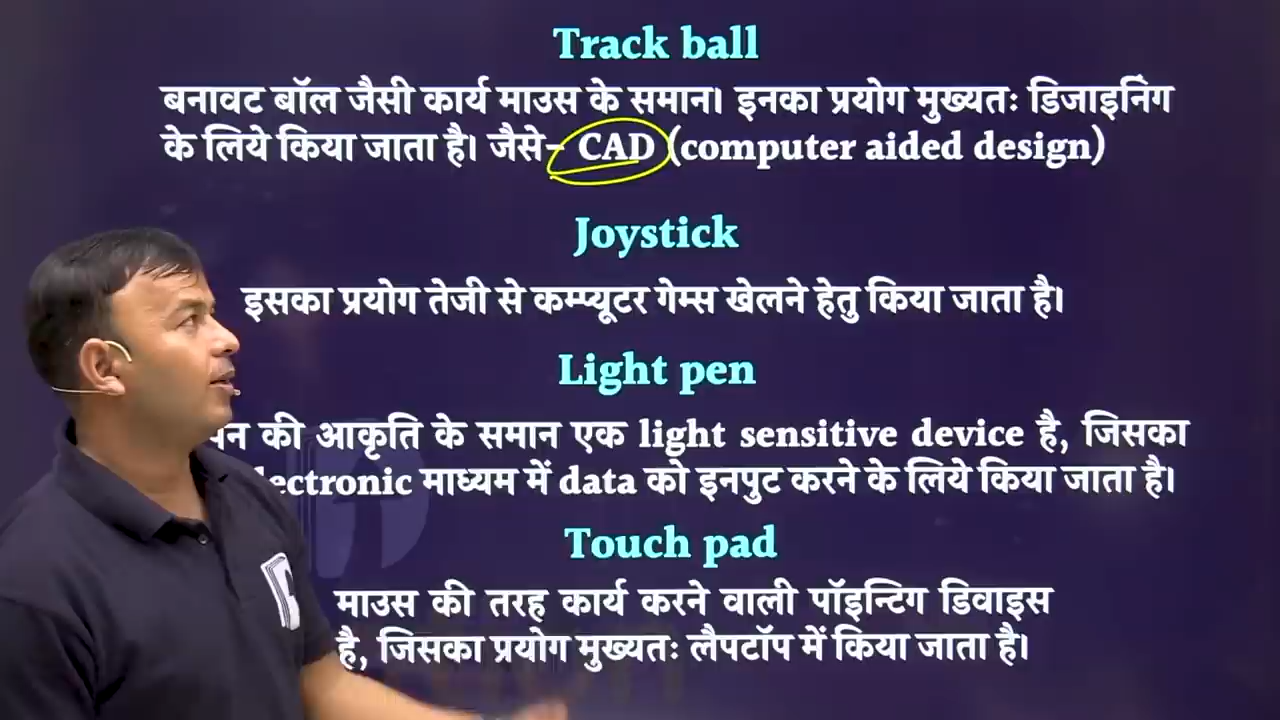 Track ball
बनावट बॉल जैसी कार्य माउस के समान। इनका प्रयोग मुख्यतः डिजाइनिंग
के लिये किया जाता है। जैसे- CAD (computer aided design)
Joystick
इसका प्रयोग तेजी से कम्प्यूटर गेम्स खेलने हेतु किया जाता है।
Light pen
की आकृति के समान एक light sensitive device है, जिसका
माध्यम में data को इनपुट करने के लिये किया जाता है।
Touch pad
माउस की तरह कार्य करने वाली पॉइन्टिग डिवाइस
है, जिसका प्रयोग मुख्यतः लैपटॉप में किया जाता है।